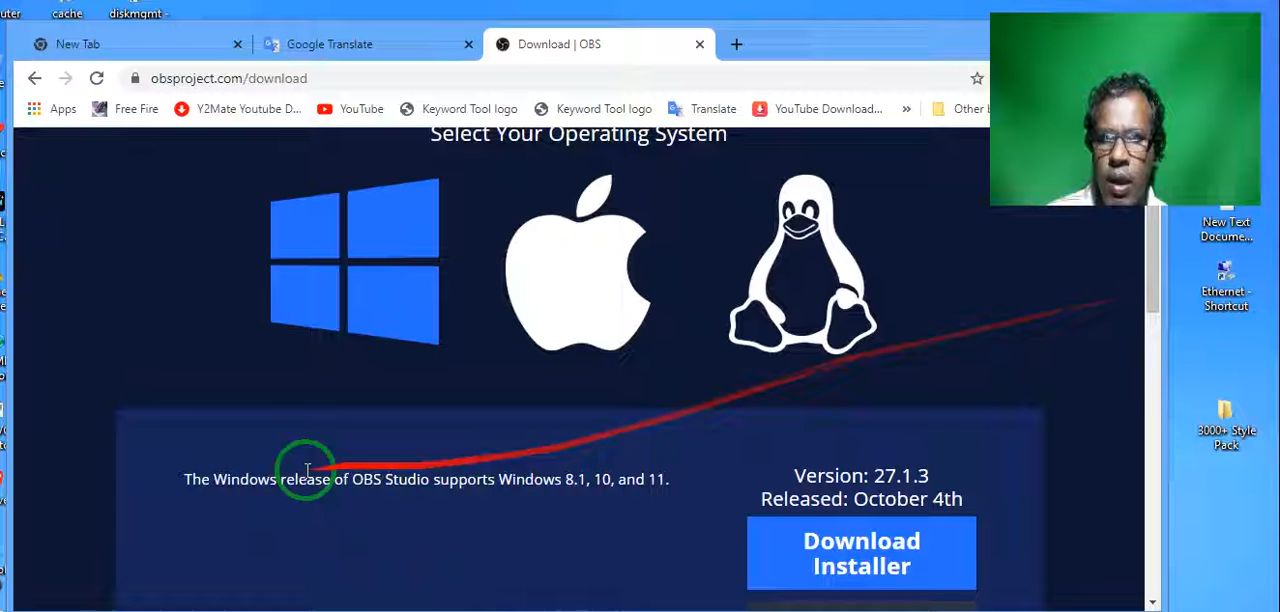 cache
diskmgmt -
New Tab
Google Translate
Download | OBS
obsproject.com/download
Apps
Free Fire
Y2Mate Youtube D...
YouTube
Keyword Tool logo
Keyword Tool logo
Translate
YouTube Download...
»
Select Your Operating System
The Windows release of OBS Studio supports Windows 8.1, 10, and 11.
Version: 27.1.3
Released: October 4th
Download
Installer
New Text
Docume...
Ethernet -
Shortcut
3000+ Style
Pack